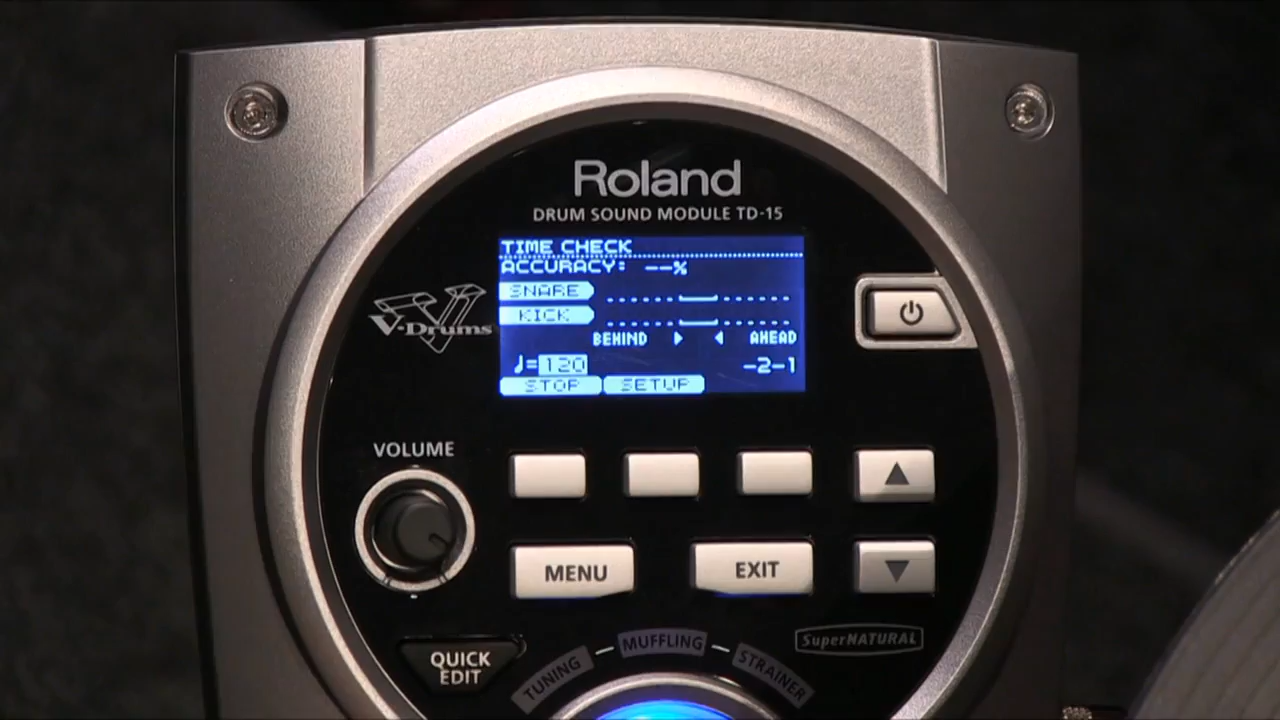 Roland
DRUM SOUND MODULE TD-15
TIME CHECK
ACCURACY: --%
SNARE
KICK
BEHIND AHEAD
♩=120 -2-1
STOP SETUP
V-Drums
VOLUME
MENU EXIT
QUICK
EDIT
TUNING MUFFLING STRAINER
SuperNATURAL